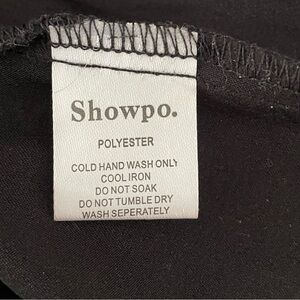 Showpo.
POLYESTER
COLD HAND WASH ONLY
COOL IRON
DO NOT SOAK
DO NOT TUMBLE DRY
WASH SEPERATELY